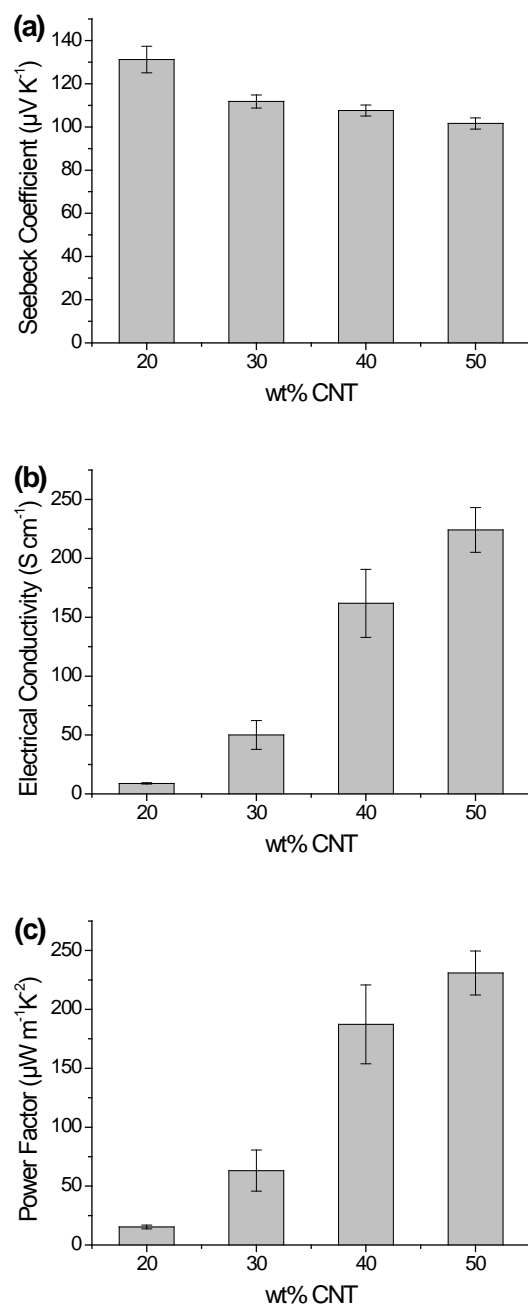 (a)
Seebeck Coefficient (µV K⁻¹)
140
120
100
80
60
40
20
0
20 30 40 50
wt% CNT
(b)
Electrical Conductivity (S cm⁻¹)
250
200
150
100
50
0
20 30 40 50
wt% CNT
(c)
Power Factor (µW m⁻¹K⁻²)
250
200
150
100
50
0
20 30 40 50
wt% CNT